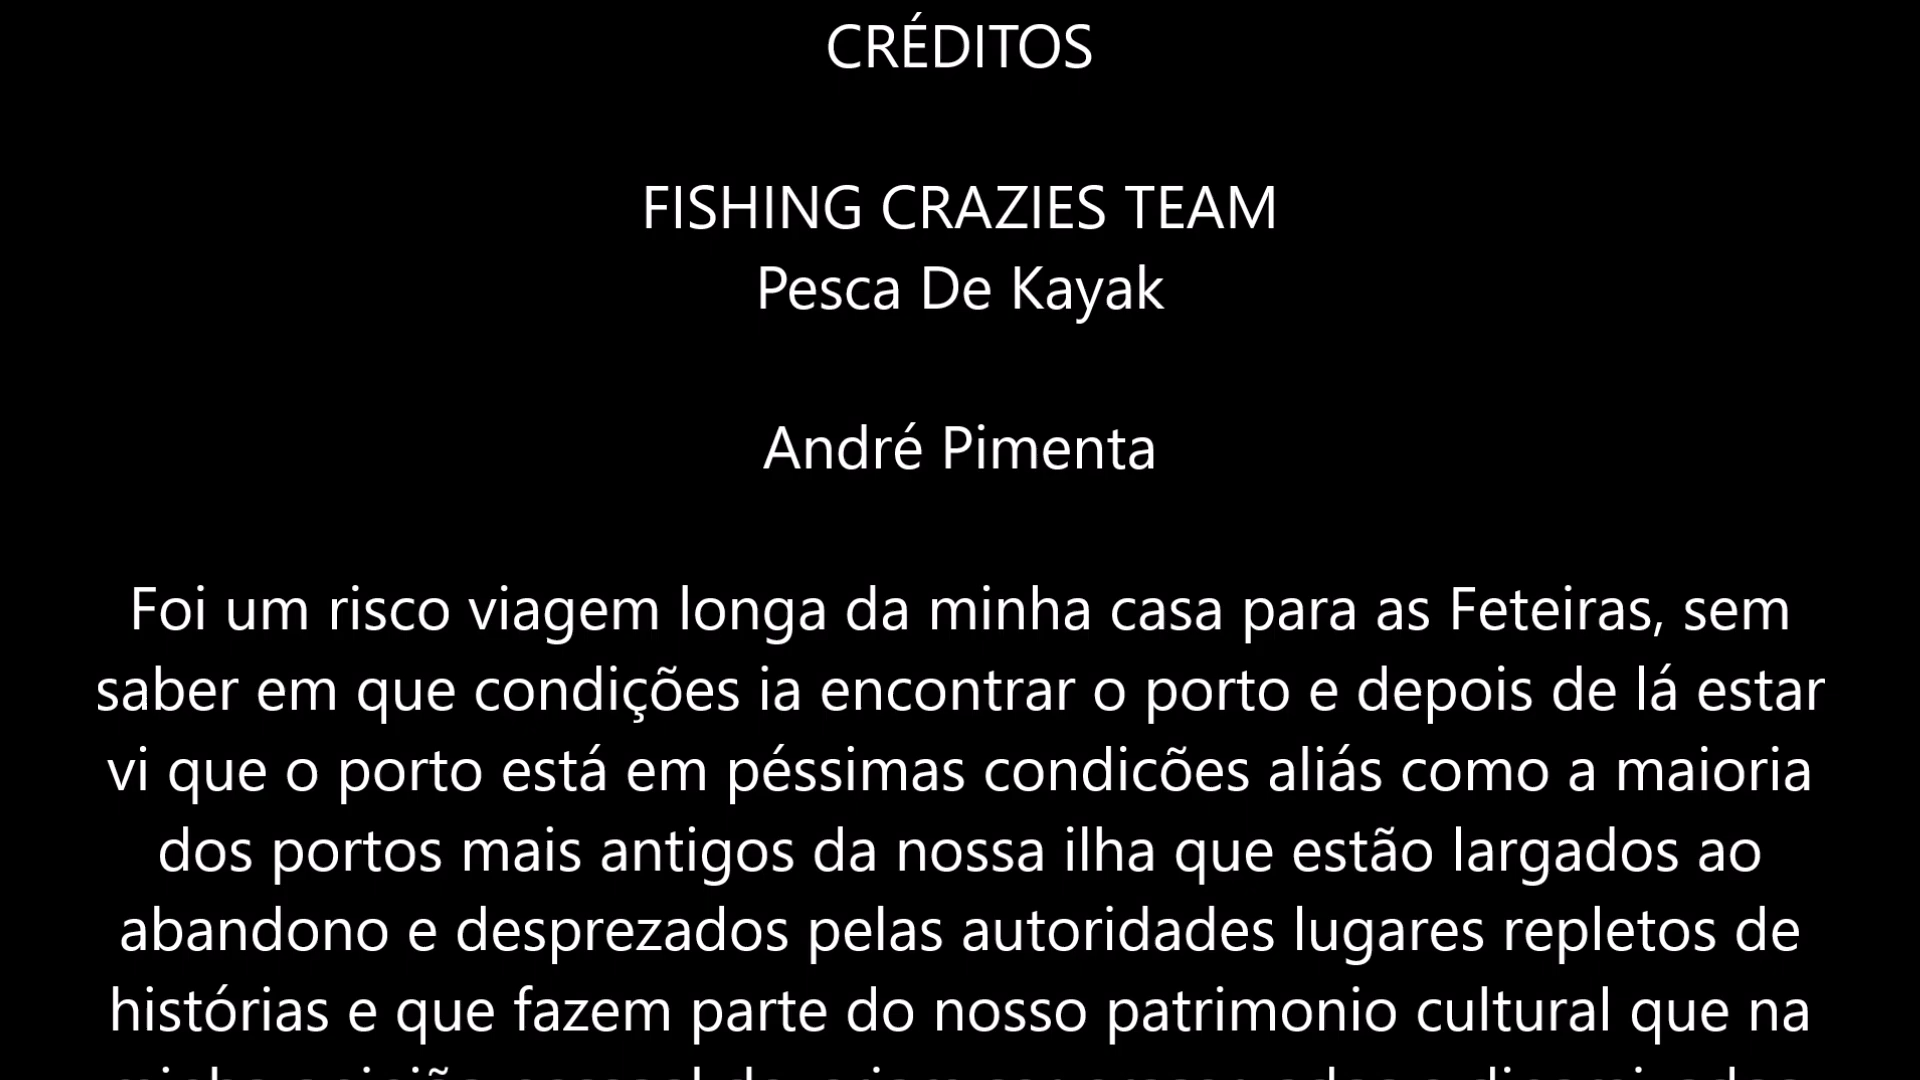 CRÉDITOS
FISHING CRAZIES TEAM
Pesca De Kayak
André Pimenta
Foi um risco viagem longa da minha casa para as Feteiras, sem
saber em que condições ia encontrar o porto e depois de lá estar
vi que o porto está em péssimas condicões aliás como a maioria
dos portos mais antigos da nossa ilha que estão largados ao
abandono e desprezados pelas autoridades lugares repletos de
histórias e que fazem parte do nosso patrimonio cultural que na